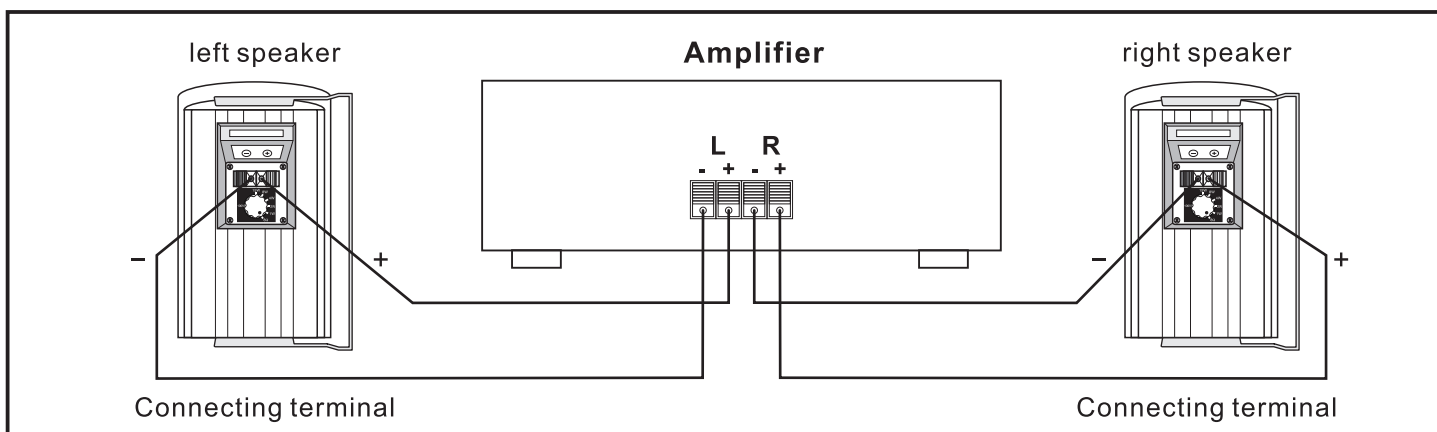 left speaker
Amplifier
right speaker
L R
- + - +
− +
− +
− +
− +
Connecting terminal
Connecting terminal